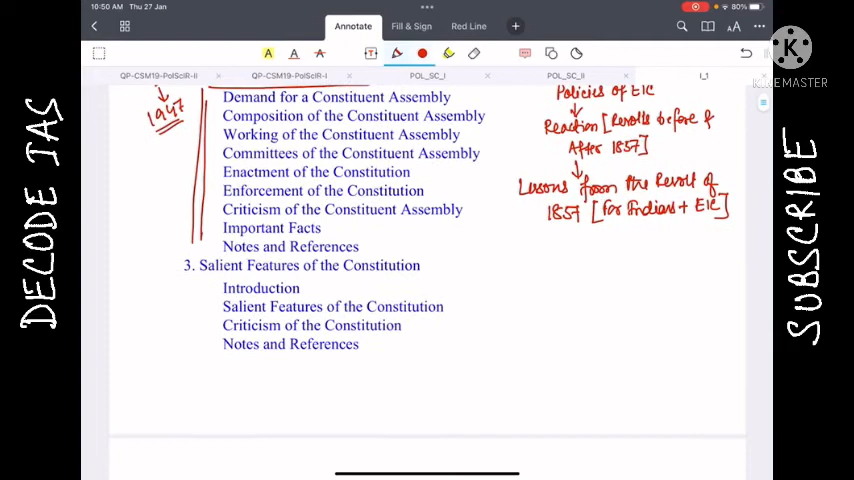 10:50 AM Thu 27 Jan
80%
Annotate
Fill & Sign
Red Line
AA
QP-CSM19-PolSciR-II
QP-CSM19-PolSciR-I
POL_SC_I
POL_SC_II
I_1
K
KINEMASTER
DECODE IAS
SUBSCRIBE
1947
Demand for a Constituent Assembly
Composition of the Constituent Assembly
Working of the Constituent Assembly
Committees of the Constituent Assembly
Enactment of the Constitution
Enforcement of the Constitution
Criticism of the Constituent Assembly
Important Facts
Notes and References
3. Salient Features of the Constitution
Introduction
Salient Features of the Constitution
Criticism of the Constitution
Notes and References
Policies of EIC
Reaction [Revolts before &
After 1857]
Lessons from the Revolt of
1857 [For Indians + EIC]